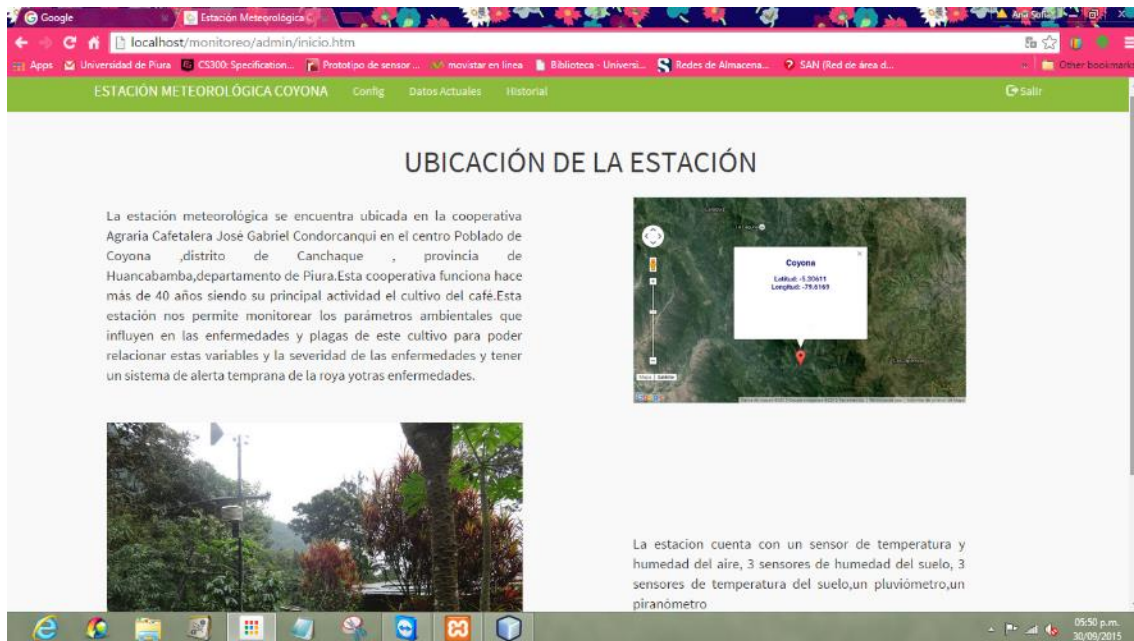 Google
Estación Meteorológica C
Ana Sofia
localhost/monitoreo/admin/inicio.htm
Apps
Universidad de Piura
CS300: Specification...
Prototipo de sensor ...
movistar en linea
Biblioteca - Universi...
Redes de Almacena...
SAN (Red de área d...
»
Other bookmarks
ESTACIÓN METEOROLÓGICA COYONA
Config
Datos Actuales
Historial
Salir
UBICACIÓN DE LA ESTACIÓN
La estación meteorológica se encuentra ubicada en la cooperativa
Agraria Cafetalera José Gabriel Condorcanqui en el centro Poblado de
Coyona ,distrito de Canchaque , provincia de
Huancabamba,departamento de Piura.Esta cooperativa funciona hace
más de 40 años siendo su principal actividad el cultivo del café.Esta
estación nos permite monitorear los parámetros ambientales que
influyen en las enfermedades y plagas de este cultivo para poder
relacionar estas variables y la severidad de las enfermedades y tener
un sistema de alerta temprana de la roya yotras enfermedades.
Coyona
Latitud: -5.30611
Longitud: -79.6169
Mapa
Satélite
Google
La estacion cuenta con un sensor de temperatura y
humedad del aire, 3 sensores de humedad del suelo, 3
sensores de temperatura del suelo,un pluviómetro,un
piranómetro
05:50 p.m.
30/09/2015